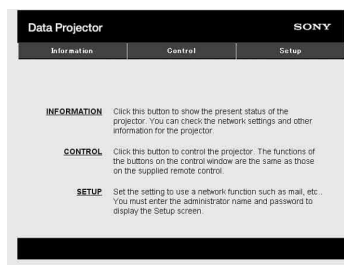 Data Projector
SONY
Information Control Setup
INFORMATION Click this button to show the present status of the
projector. You can check the network settings and other
information for the projector.
CONTROL Click this button to control the projector. The functions of
the buttons on the control window are the same as those
on the supplied remote control.
SETUP Set the setting to use a network function such as mail, etc..
You must enter the administrator name and password to
display the Setup screen.